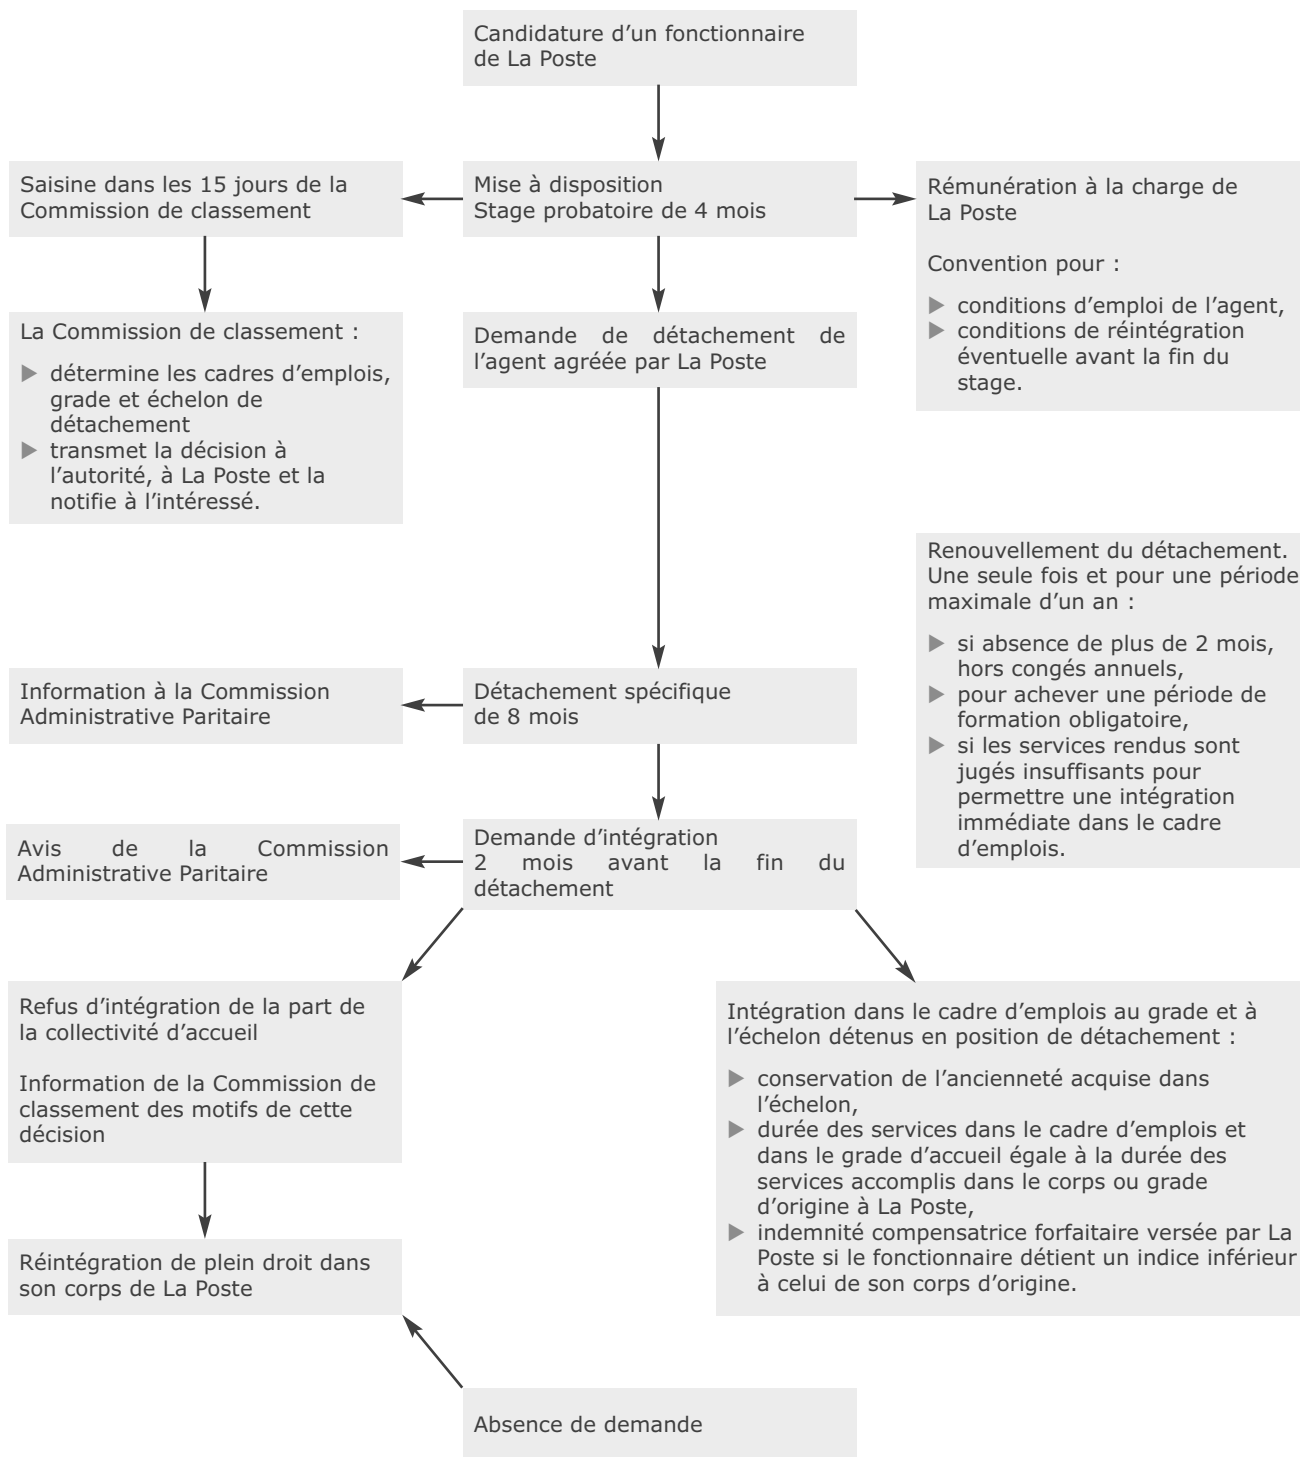 Candidature d’un fonctionnaire
de La Poste
Saisine dans les 15 jours de la
Commission de classement
Mise à disposition
Stage probatoire de 4 mois
Rémunération à la charge de
La Poste
Convention pour :
▶ conditions d’emploi de l’agent,
▶ conditions de réintégration
éventuelle avant la fin du
stage.
La Commission de classement :
▶ détermine les cadres d’emplois,
grade et échelon de
détachement
▶ transmet la décision à
l’autorité, à La Poste et la
notifie à l’intéressé.
Demande de détachement de
l’agent agréée par La Poste
Renouvellement du détachement.
Une seule fois et pour une période
maximale d’un an :
▶ si absence de plus de 2 mois,
hors congés annuels,
▶ pour achever une période de
formation obligatoire,
▶ si les services rendus sont
jugés insuffisants pour
permettre une intégration
immédiate dans le cadre
d’emplois.
Information à la Commission
Administrative Paritaire
Détachement spécifique
de 8 mois
Avis de la Commission
Administrative Paritaire
Demande d’intégration
2 mois avant la fin du
détachement
Refus d’intégration de la part de
la collectivité d’accueil
Information de la Commission de
classement des motifs de cette
décision
Intégration dans le cadre d’emplois au grade et à
l’échelon détenus en position de détachement :
▶ conservation de l’ancienneté acquise dans
l’échelon,
▶ durée des services dans le cadre d’emplois et
dans le grade d’accueil égale à la durée des
services accomplis dans le corps ou grade
d’origine à La Poste,
▶ indemnité compensatrice forfaitaire versée par La
Poste si le fonctionnaire détient un indice inférieur
à celui de son corps d’origine.
Réintégration de plein droit dans
son corps de La Poste
Absence de demande